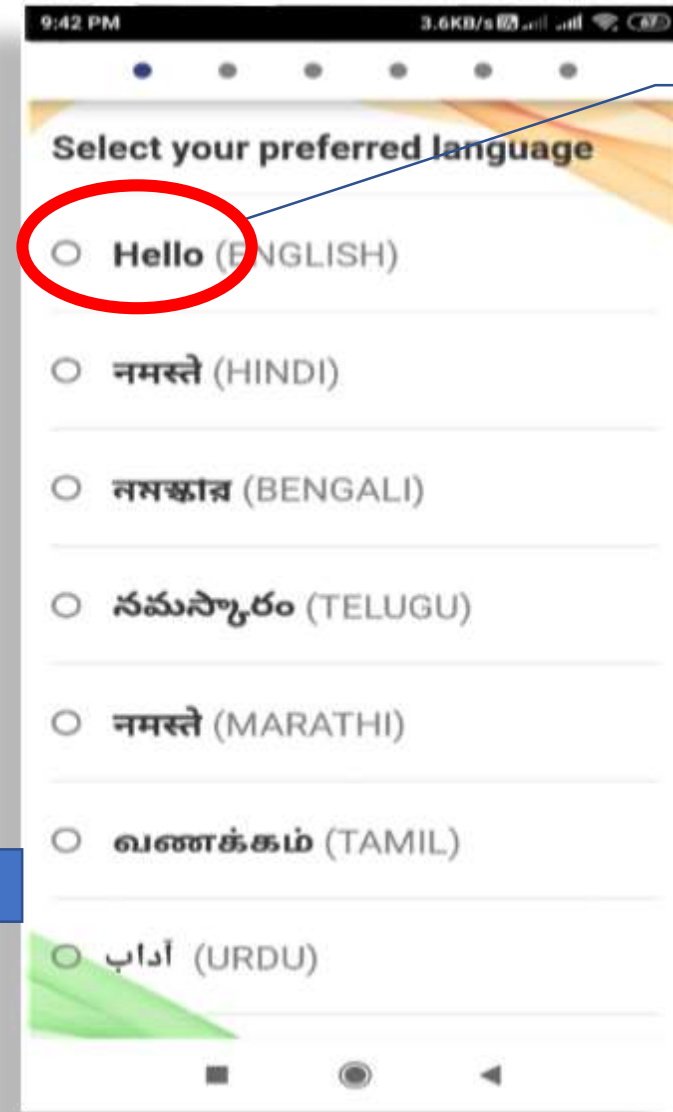 9:42 PM 3.6KB/s 67
Select your preferred language
Hello (ENGLISH)
नमस्ते (HINDI)
নমস্কার (BENGALI)
నమస్కారం (TELUGU)
नमस्ते (MARATHI)
வணக்கம் (TAMIL)
آداب (URDU)